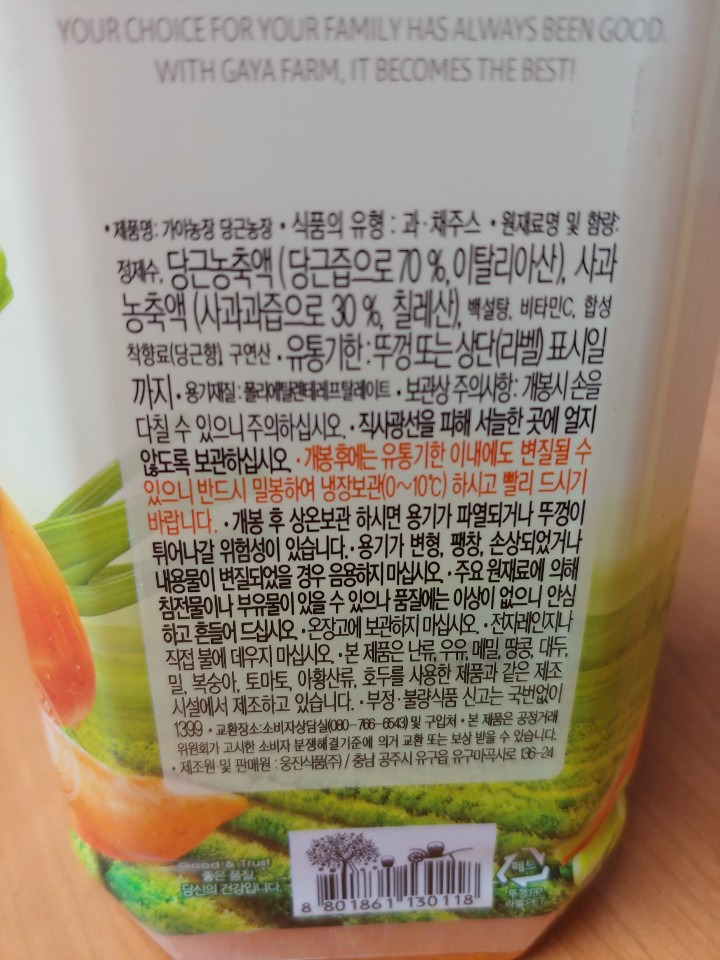 YOUR CHOICE FOR YOUR FAMILY HAS ALWAYS BEEN GOOD.
WITH GAYA FARM, IT BECOMES THE BEST!
• 제품명: 가야농장 당근농장 • 식품의 유형 : 과·채주스 • 원재료명 및 함량:
정제수, 당근농축액 (당근즙으로 70 %, 이탈리아산), 사과
농축액 (사과과즙으로 30 %, 칠레산), 백설탕, 비타민C, 합성
착향료(당근향), 구연산 • 유통기한 : 뚜껑 또는 상단(라벨) 표시일
까지 • 용기재질 : 폴리에틸렌테레프탈레이트 • 보관상 주의사항 : 개봉시 손을
다칠 수 있으니 주의하십시오. • 직사광선을 피해 서늘한 곳에 얼지
않도록 보관하십시오. • 개봉후에는 유통기한 이내에도 변질될 수
있으니 반드시 밀봉하여 냉장보관(0~10℃) 하시고 빨리 드시기
바랍니다. • 개봉 후 상온보관 하시면 용기가 파열되거나 뚜껑이
튀어나갈 위험성이 있습니다. • 용기가 변형, 팽창, 손상되었거나
내용물이 변질되었을 경우 음용하지 마십시오. • 주요 원재료에 의해
침전물이나 부유물이 있을 수 있으나 품질에는 이상이 없으니 안심
하고 흔들어 드십시오. • 온장고에 보관하지 마십시오. • 전자레인지나
직접 불에 데우지 마십시오. • 본 제품은 난류, 우유, 메밀, 땅콩, 대두,
밀, 복숭아, 토마토, 아황산류, 호두를 사용한 제품과 같은 제조
시설에서 제조하고 있습니다. • 부정·불량식품 신고는 국번없이
1399 • 교환장소:소비자상담실(080-766-6543) 및 구입처 • 본 제품은 공정거래
위원회가 고시한 소비자 분쟁해결기준에 의거 교환 또는 보상 받을 수 있습니다.
• 제조원 및 판매원 : 웅진식품(주) / 충남 공주시 유구읍 유구마곡사로 136-24
Good & Trust
좋은 품질,
당신의 건강입니다.
8 801861 130118
페트
뚜껑:PP
라벨:PET